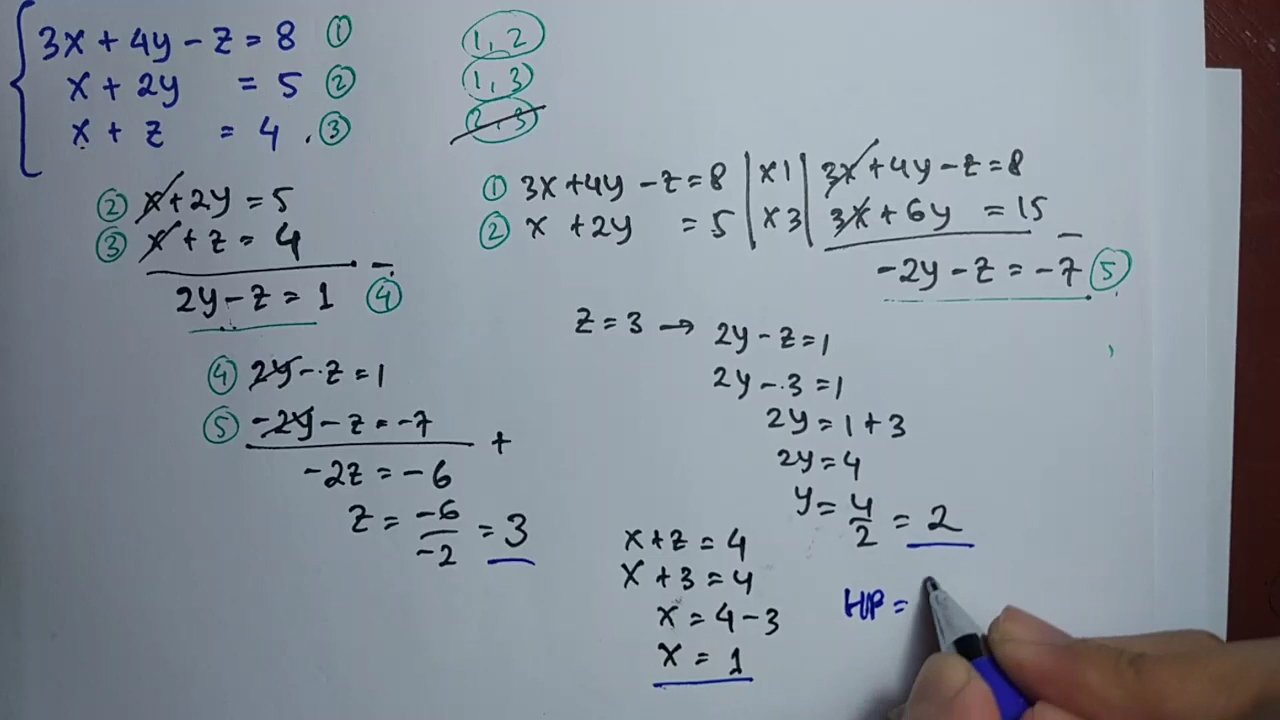 3x + 4y - z = 8 ①
x + 2y = 5 ②
x + z = 4 . ③
1, 2
1, 3
2, 3
② x + 2y = 5
③ x + z = 4
2y - z = 1 ④
① 3x + 4y - z = 8 | x 1 | 3x + 4y - z = 8
② x + 2y = 5 | x 3 | 3x + 6y = 15 -
-2y - z = -7 ⑤
④ 2y - z = 1
⑤ -2y - z = -7 +
-2z = -6
z = -6/-2 = 3
z = 3 → 2y - z = 1
2y - 3 = 1
2y = 1 + 3
2y = 4
y = 4/2 = 2
x + z = 4
x + 3 = 4
x = 4 - 3
x = 1
HP =